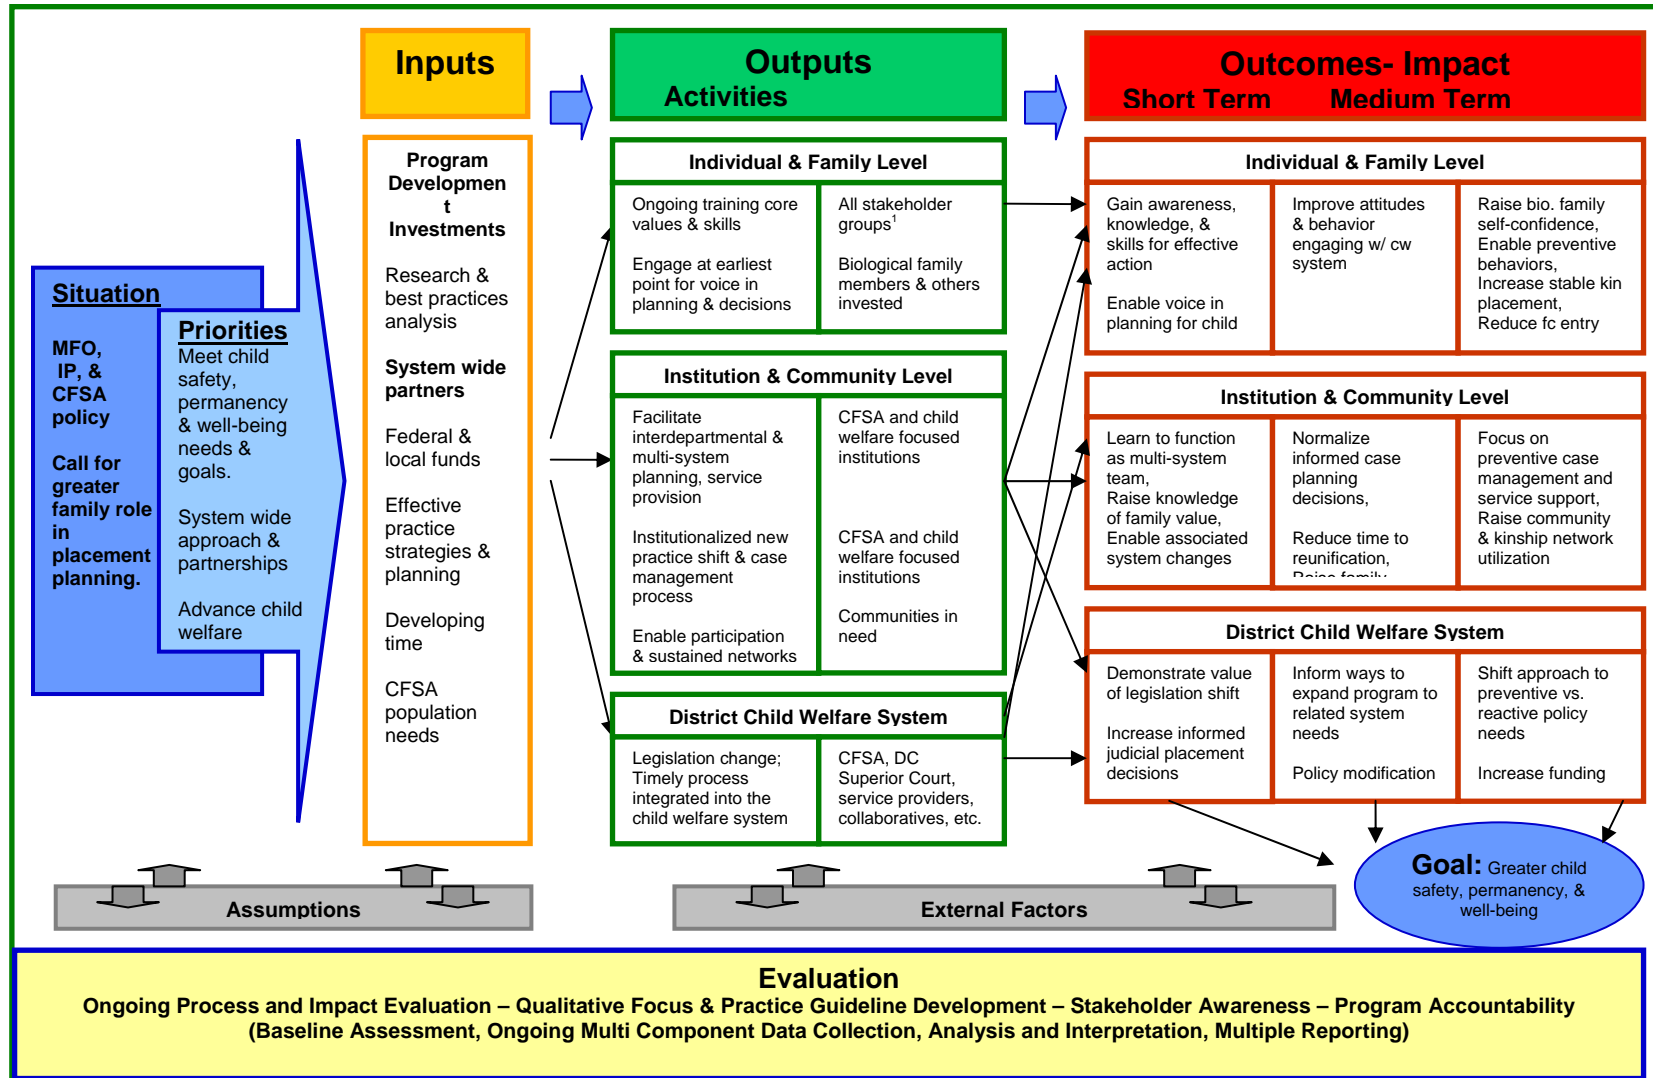 Inputs
Outputs
Activities
Outcomes- Impact
Short Term Medium Term
Situation
MFO,
IP, &
CFSA
policy
Call for
greater
family role
in
placement
planning.
Priorities
Meet child
safety,
permanency
& well-being
needs &
goals.
System wide
approach &
partnerships
Advance child
welfare
Program
Developmen
t
Investments
Research &
best practices
analysis
System wide
partners
Federal &
local funds
Effective
practice
strategies &
planning
Developing
time
CFSA
population
needs
Individual & Family Level
Ongoing training core
values & skills
Engage at earliest
point for voice in
planning & decisions
All stakeholder
groups1
Biological family
members & others
invested
Institution & Community Level
Facilitate
interdepartmental &
multi-system
planning, service
provision
Institutionalized new
practice shift & case
management
process
Enable participation
& sustained networks
CFSA and child
welfare focused
institutions
CFSA and child
welfare focused
institutions
Communities in
need
District Child Welfare System
Legislation change;
Timely process
integrated into the
child welfare system
CFSA, DC
Superior Court,
service providers,
collaboratives, etc.
Individual & Family Level
Gain awareness,
knowledge, &
skills for effective
action
Enable voice in
planning for child
Improve attitudes
& behavior
engaging w/ cw
system
Raise bio. family
self-confidence,
Enable preventive
behaviors,
Increase stable kin
placement,
Reduce fc entry
Institution & Community Level
Learn to function
as multi-system
team,
Raise knowledge
of family value,
Enable associated
system changes
Normalize
informed case
planning
decisions,
Reduce time to
reunification,
Raise family
Focus on
preventive case
management and
service support,
Raise community
& kinship network
utilization
District Child Welfare System
Demonstrate value
of legislation shift
Increase informed
judicial placement
decisions
Inform ways to
expand program to
related system
needs
Policy modification
Shift approach to
preventive vs.
reactive policy
needs
Increase funding
Goal: Greater child
safety, permanency, &
well-being
Assumptions
External Factors
Evaluation
Ongoing Process and Impact Evaluation – Qualitative Focus & Practice Guideline Development – Stakeholder Awareness – Program Accountability
(Baseline Assessment, Ongoing Multi Component Data Collection, Analysis and Interpretation, Multiple Reporting)